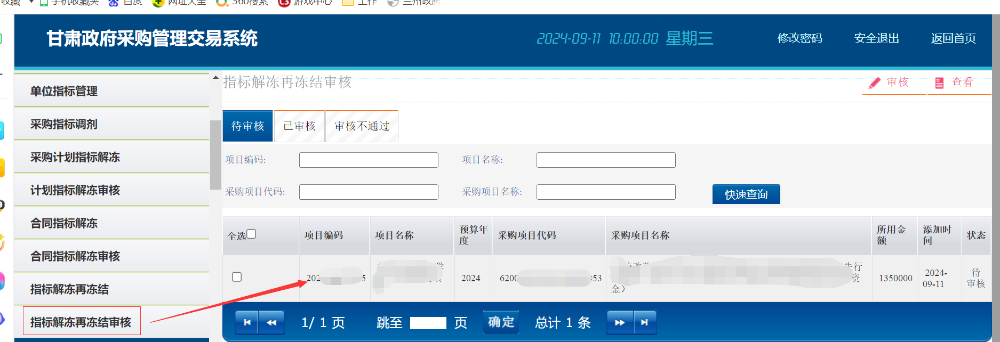 收藏 手机收藏夹 百度 网址大全 360搜索 游戏中心 工作 兰州政府
甘肃政府采购管理交易系统
2024-09-11 10:00:00 星期三
修改密码 安全退出 返回首页
单位指标管理
采购指标调剂
采购计划指标解冻
计划指标解冻审核
合同指标解冻
合同指标解冻审核
指标解冻再冻结
指标解冻再冻结审核
指标解冻再冻结审核
审核 查看
待审核 已审核 审核不通过
项目编码: 项目名称:
采购项目代码: 采购项目名称:
快速查询
全选 项目编码 项目名称 预算年度 采购项目代码 采购项目名称 所用金额 添加时间 状态
202 5 2024 6200 353 行 资 金） 1350000 2024-09-11 待审核
1/ 1 页 跳至 页 确定 总计 1 条